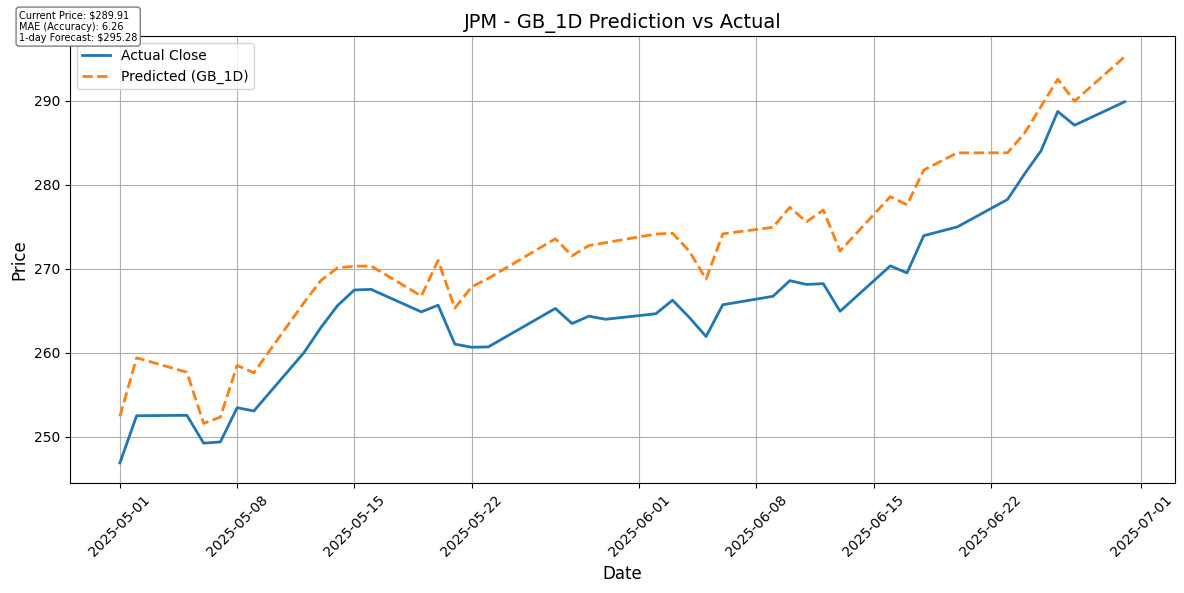 JPM - GB_1D Prediction vs Actual
Current Price: $289.91
MAE (Accuracy): 6.26
1-day Forecast: $295.28
Actual Close
Predicted (GB_1D)
Price
290
280
270
260
250
2025-05-01
2025-05-08
2025-05-15
2025-05-22
2025-06-01
2025-06-08
2025-06-15
2025-06-22
2025-07-01
Date